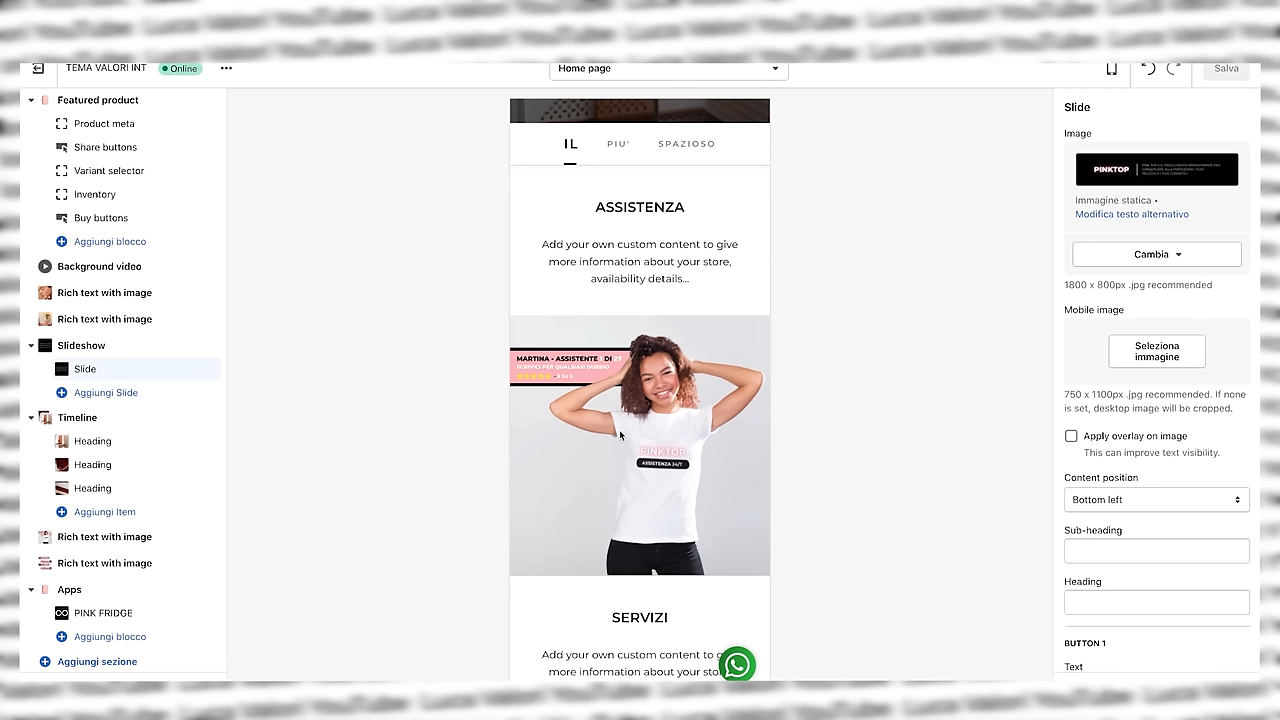 TEMA VALORI INT
Online
Home page
Salva
Featured product
Product meta
Share buttons
Variant selector
Inventory
Buy buttons
Aggiungi blocco
Background video
Rich text with image
Rich text with image
Slideshow
Slide
Aggiungi Slide
Timeline
Heading
Heading
Heading
Aggiungi Item
Rich text with image
Rich text with image
Apps
PINK FRIDGE
Aggiungi blocco
Aggiungi sezione
IL PIU' SPAZIOSO
ASSISTENZA
Add your own custom content to give
more information about your store,
availability details...
MARTINA - ASSISTENTE DI
SCRIVICI PER QUALSIASI DUBBIO
PINKTOP
ASSISTENZA 24/7
SERVIZI
Add your own custom content to
more information about your
Slide
Image
PINKTOP
Immagine statica •
Modifica testo alternativo
Cambia
1800 x 800px .jpg recommended
Mobile image
Seleziona
immagine
750 x 1100px .jpg recommended. If none
is set, desktop image will be cropped.
Apply overlay on image
This can improve text visibility.
Content position
Bottom left
Sub-heading
Heading
BUTTON 1
Text